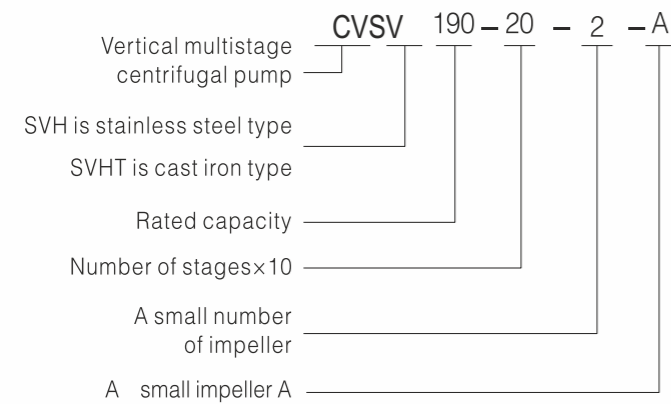 CVSV 190 – 20 – 2 – A
Vertical multistage
centrifugal pump
SVH is stainless steel type
SVHT is cast iron type
Rated capacity
Number of stages×10
A small number
of impeller
A small impeller A